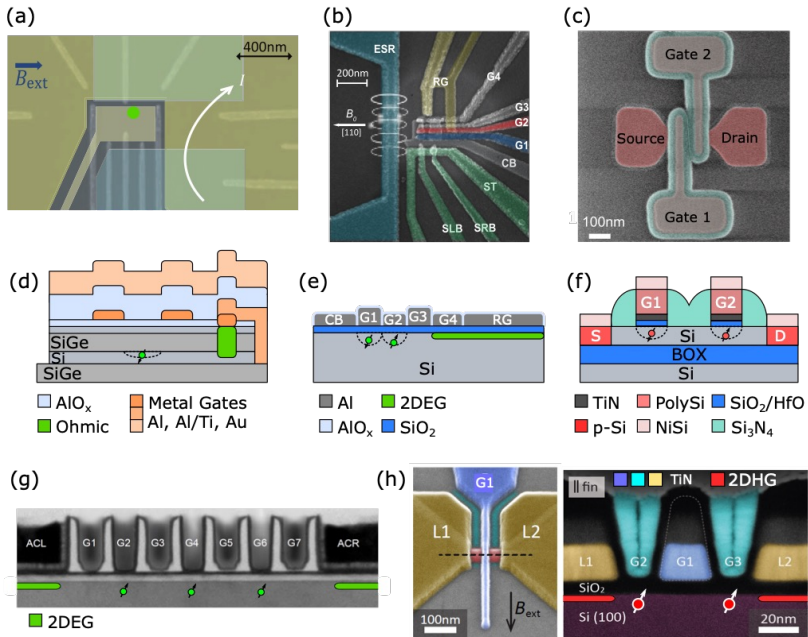 (a)
B_ext
400nm
I
(b)
ESR
200nm
B_0
[110]
RG
G4
G3
G2
G1
CB
ST
SRB
SLB
(c)
Gate 2
Source
Drain
Gate 1
100nm
(d)
SiGe
Si
SiGe
AlO_x
Metal Gates
Ohmic
Al, Al/Ti, Au
(e)
CB G1 G2 G3 G4 RG
Si
Al
2DEG
AlO_x
SiO_2
(f)
G1
G2
S
Si
D
BOX
Si
TiN
PolySi
SiO_2/HfO
p-Si
NiSi
Si_3N_4
(g)
ACL
G1 G2 G3 G4 G5 G6 G7
ACR
2DEG
(h)
G1
L1
L2
B_ext
100nm
|| fin
TiN
2DHG
L1
G2
G1
G3
L2
SiO_2
Si (100)
20nm